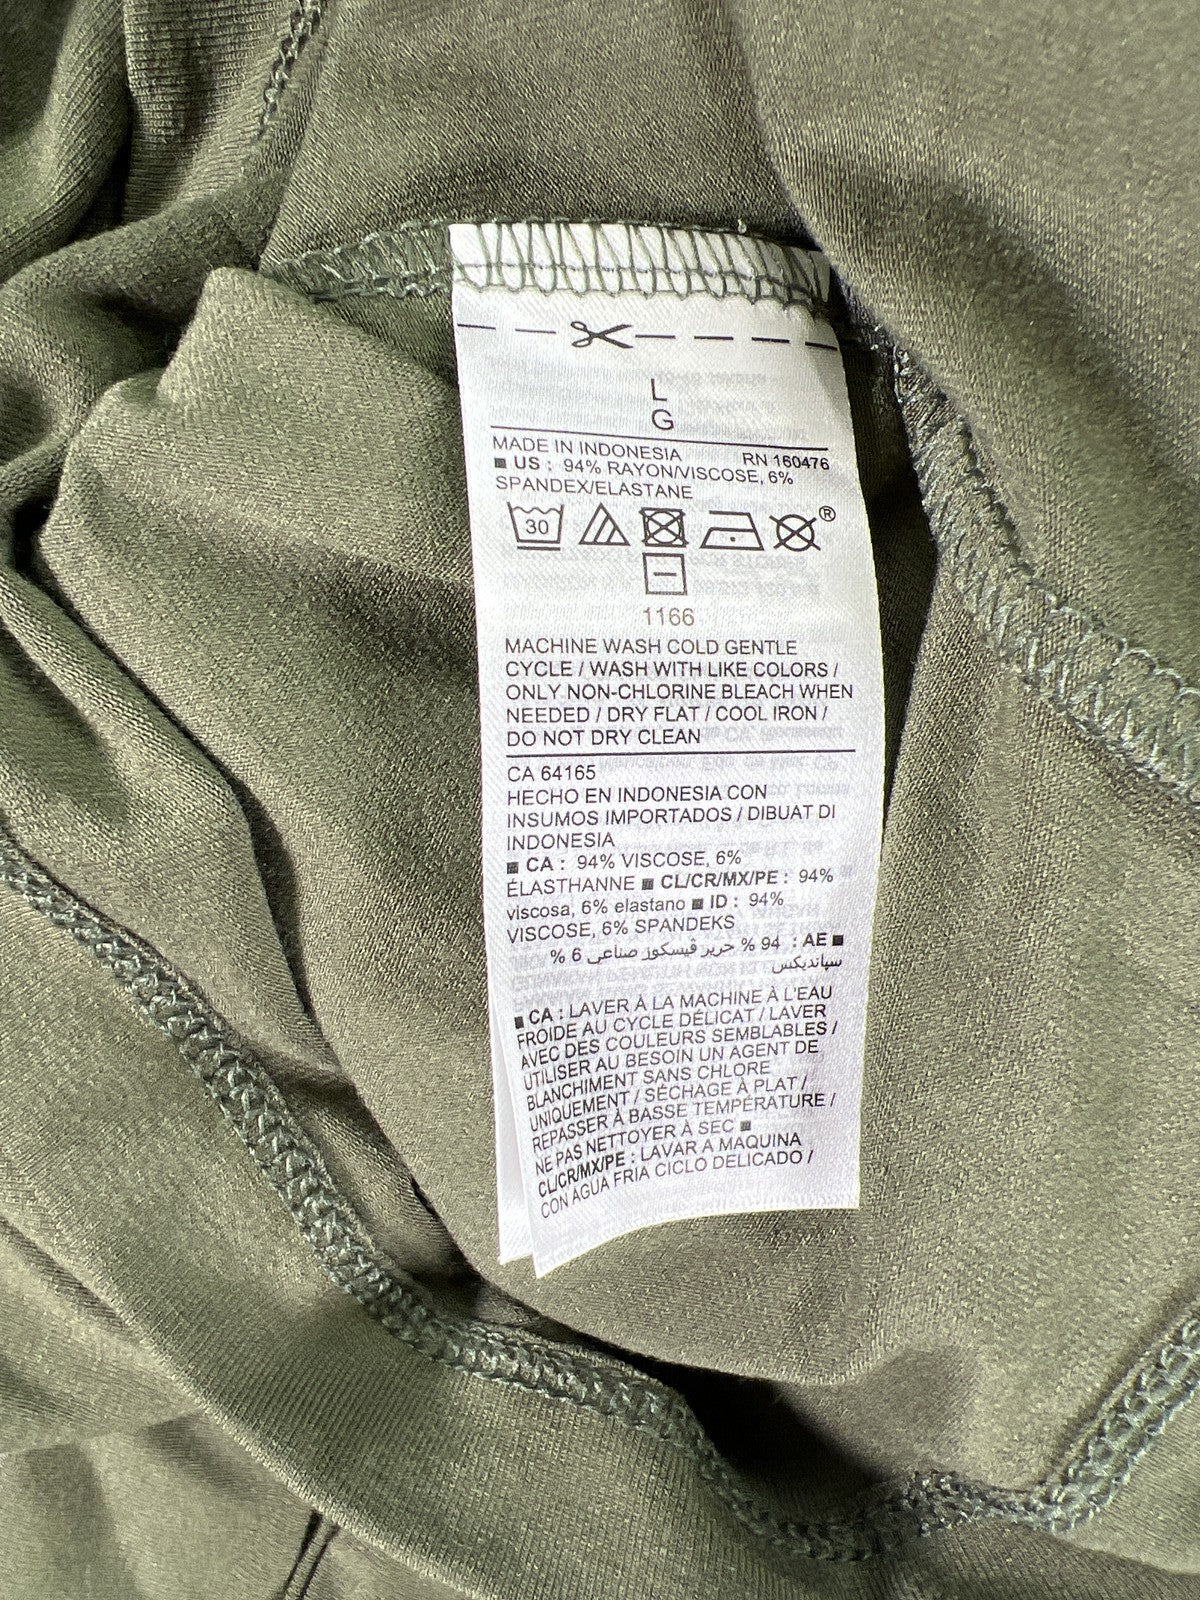 L
G
MADE IN INDONESIA RN 160476
■ US : 94% RAYON/VISCOSE, 6%
SPANDEX/ELASTANE
30 ®
1166
MACHINE WASH COLD GENTLE
CYCLE / WASH WITH LIKE COLORS /
ONLY NON-CHLORINE BLEACH WHEN
NEEDED / DRY FLAT / COOL IRON /
DO NOT DRY CLEAN
CA 64165
HECHO EN INDONESIA CON
INSUMOS IMPORTADOS / DIBUAT DI
INDONESIA
■ CA : 94% VISCOSE, 6%
ÉLASTHANNE ■ CL/CR/MX/PE : 94%
viscosa, 6% elastano ■ ID : 94%
VISCOSE, 6% SPANDEKS
■ AE : 94 % حرير ڤيسكوز صناعى 6 %
سپانديكس
■ CA : LAVER À LA MACHINE À L'EAU
FROIDE AU CYCLE DÉLICAT / LAVER
AVEC DES COULEURS SEMBLABLES /
UTILISER AU BESOIN UN AGENT DE
BLANCHIMENT SANS CHLORE
UNIQUEMENT / SÉCHAGE À PLAT /
REPASSER À BASSE TEMPÉRATURE /
NE PAS NETTOYER À SEC ■
CL/CR/MX/PE : LAVAR A MAQUINA
CON AGUA FRIA CICLO DELICADO /